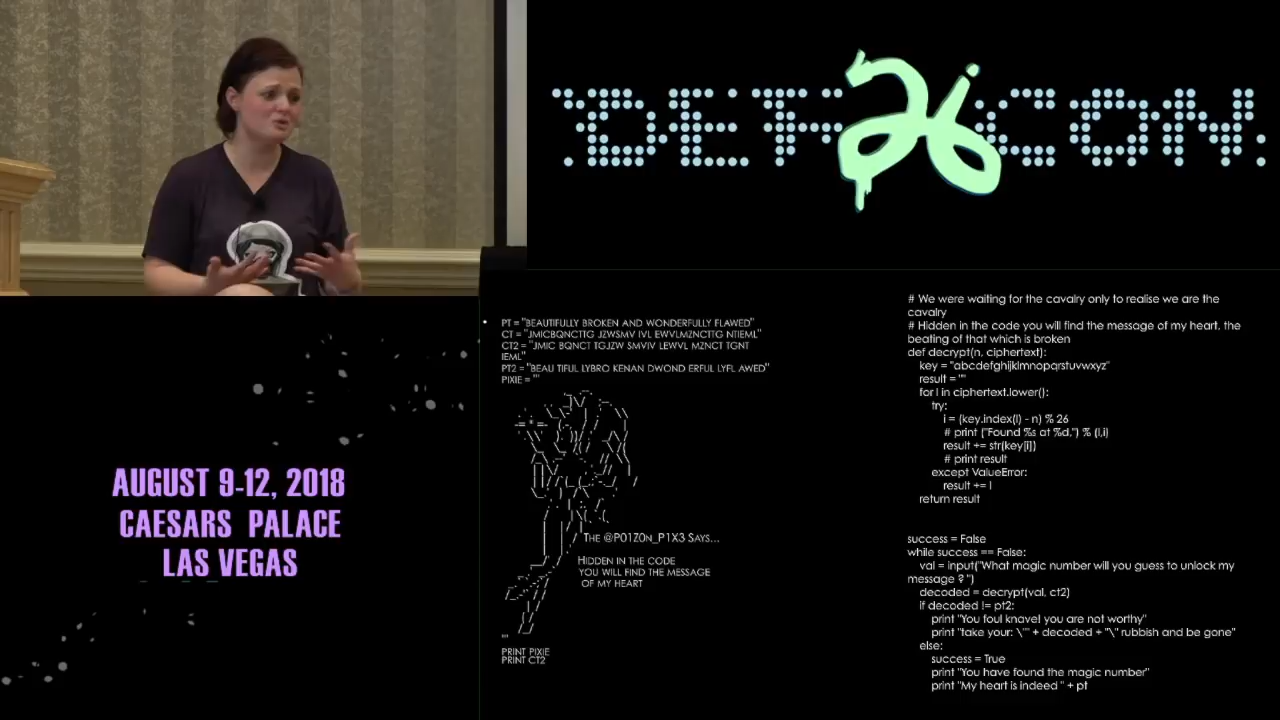 DEF 26 CON
AUGUST 9-12, 2018
CAESARS PALACE
LAS VEGAS
PT = "BEAUTIFULLY BROKEN AND WONDERFULLY FLAWED"
CT = "JMICBQNCTTG JZWSMV IVL EWVLMZNCTTG NTIEML"
CT2 = "JMIC BQNCT TGJZW SMVIV LEWVL MZNCT TGNT
IEML"
PT2 = "BEAU TIFUL LYBRO KENAN DWOND ERFUL LYFL AWED"
PIXIE = '''
THE @P01Z0N_P1X3 SAYS...
HIDDEN IN THE CODE
YOU WILL FIND THE MESSAGE
OF MY HEART
'''
PRINT PIXIE
PRINT CT2
# We were waiting for the cavalry only to realise we are the
cavalry
# Hidden in the code you will find the message of my heart, the
beating of that which is broken
def decrypt(n, ciphertext):
key = "abcdefghijklmnopqrstuvwxyz"
result = ""
for l in ciphertext.lower():
try:
i = (key.index(l) - n) % 26
# print ("Found %s at %d,") % (l,i)
result += str(key[i])
# print result
except ValueError:
result += l
return result
success = False
while success == False:
val = input("What magic number will you guess to unlock my
message ? ")
decoded = decrypt(val, ct2)
if decoded != pt2:
print "You foul knave! you are not worthy"
print "take your: \"" + decoded + "\" rubbish and be gone"
else:
success = True
print "You have found the magic number"
print "My heart is indeed " + pt